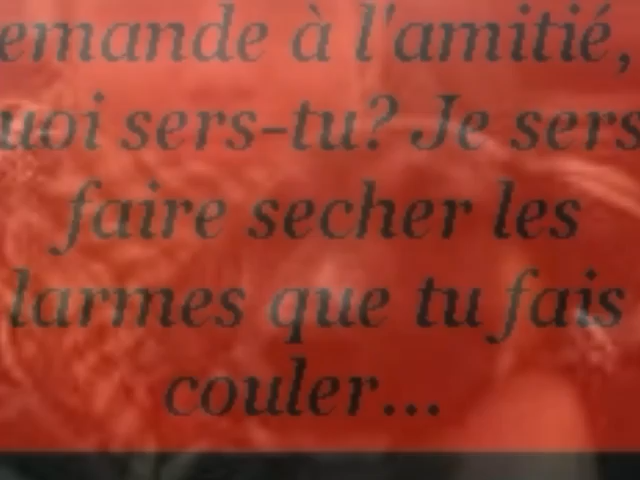 emande à l'amitié,
uoi sers-tu? Je sers
faire secher les
larmes que tu fais
couler...